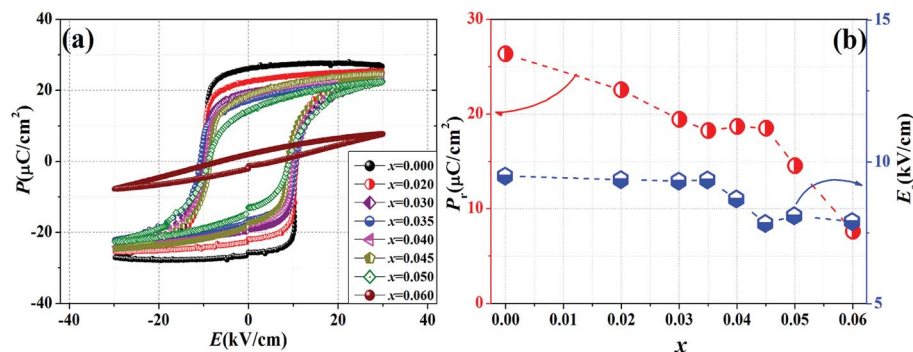 (a)
P(μC/cm²)
40
20
0
-20
-40
-40
-20
0
20
40
E(kV/cm)
x=0.000
x=0.020
x=0.030
x=0.035
x=0.040
x=0.045
x=0.050
x=0.060
(b)
Pr(μC/cm²)
30
20
10
0
0.00
0.01
0.02
0.03
0.04
0.05
0.06
x
15
10
5
(kV/cm)